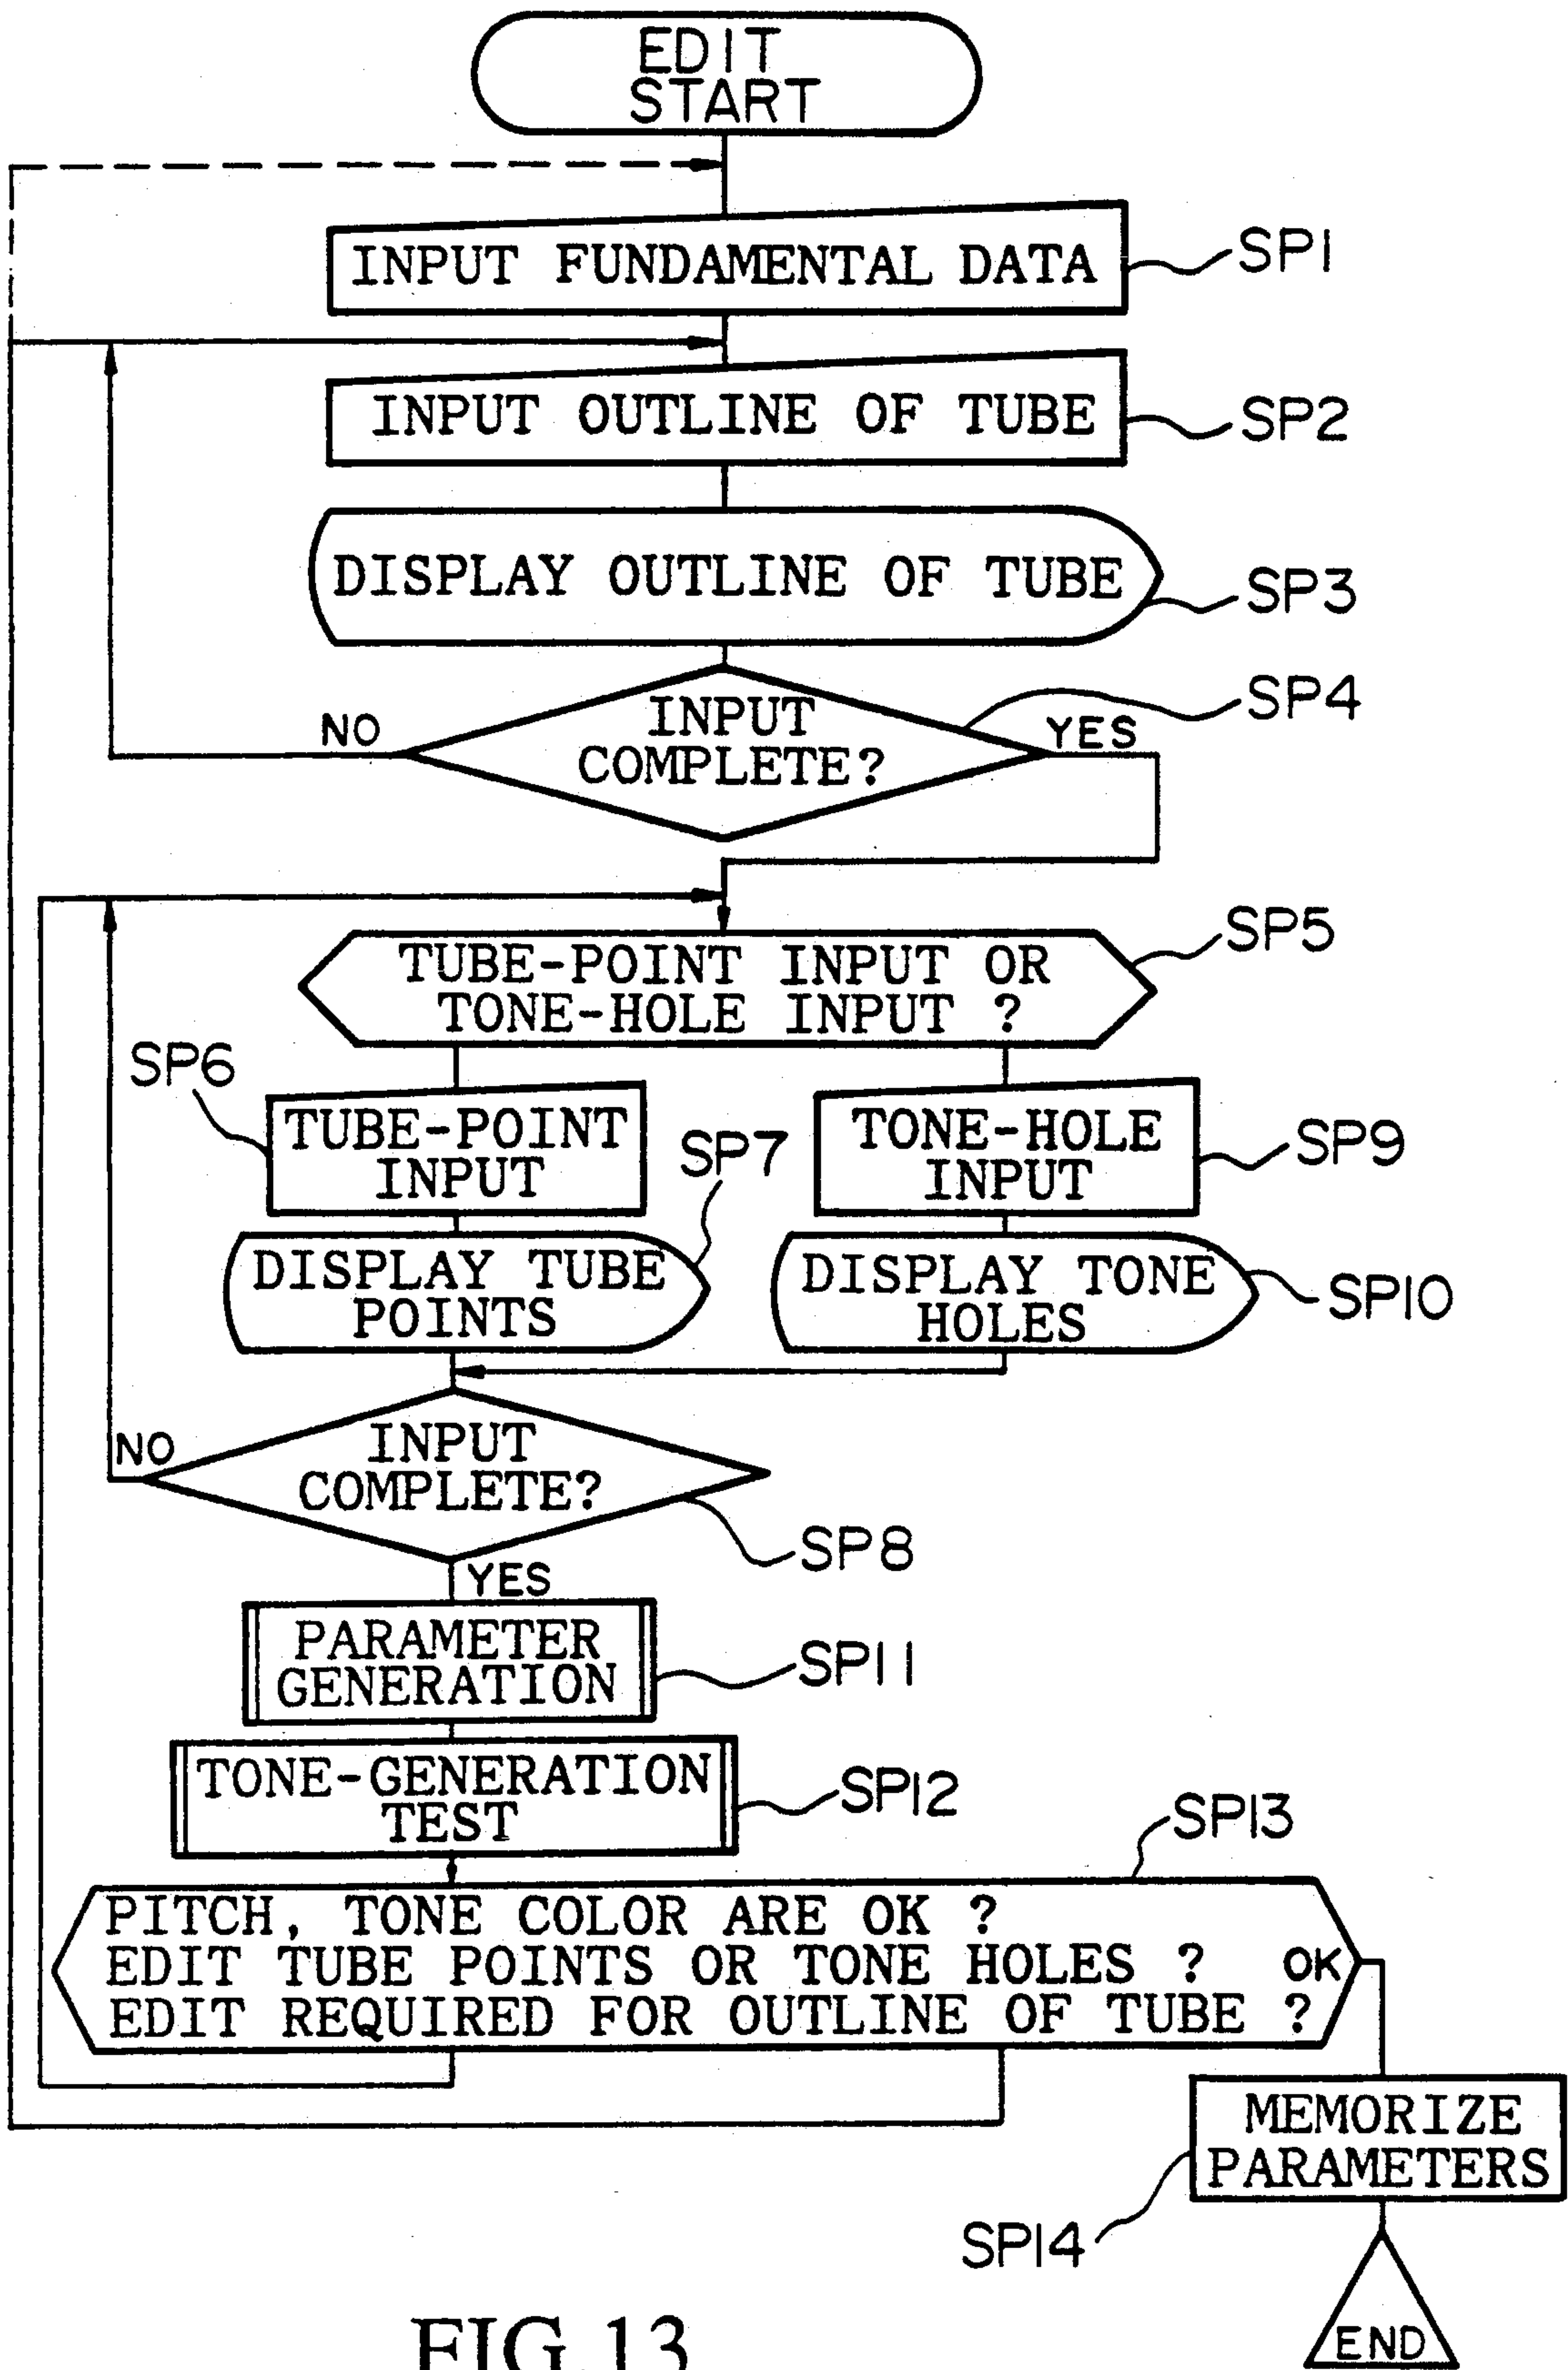 EDIT
START
INPUT FUNDAMENTAL DATA
SP1
INPUT OUTLINE OF TUBE
SP2
DISPLAY OUTLINE OF TUBE
SP3
SP4
NO
INPUT
COMPLETE?
YES
SP5
TUBE-POINT INPUT OR
TONE-HOLE INPUT ?
SP6
TUBE-POINT
INPUT
SP7
TONE-HOLE
INPUT
SP9
DISPLAY TUBE
POINTS
DISPLAY TONE
HOLES
SP10
NO
INPUT
COMPLETE?
SP8
YES
PARAMETER
GENERATION
SP11
TONE-GENERATION
TEST
SP12
SP13
PITCH, TONE COLOR ARE OK ?
EDIT TUBE POINTS OR TONE HOLES ? OK
EDIT REQUIRED FOR OUTLINE OF TUBE ?
MEMORIZE
PARAMETERS
SP14
END
FIG.13